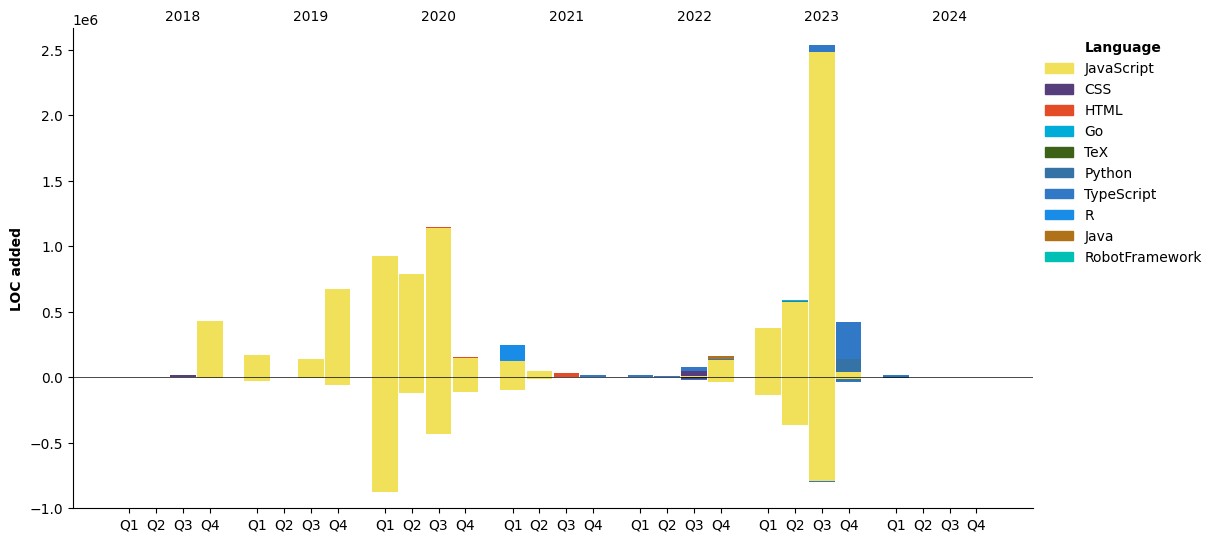 1e6
2018 2019 2020 2021 2022 2023 2024
2.5
2.0
1.5
1.0
0.5
0.0
−0.5
−1.0
LOC added
Q1 Q2 Q3 Q4 Q1 Q2 Q3 Q4 Q1 Q2 Q3 Q4 Q1 Q2 Q3 Q4 Q1 Q2 Q3 Q4 Q1 Q2 Q3 Q4 Q1 Q2 Q3 Q4
Language
JavaScript
CSS
HTML
Go
TeX
Python
TypeScript
R
Java
RobotFramework